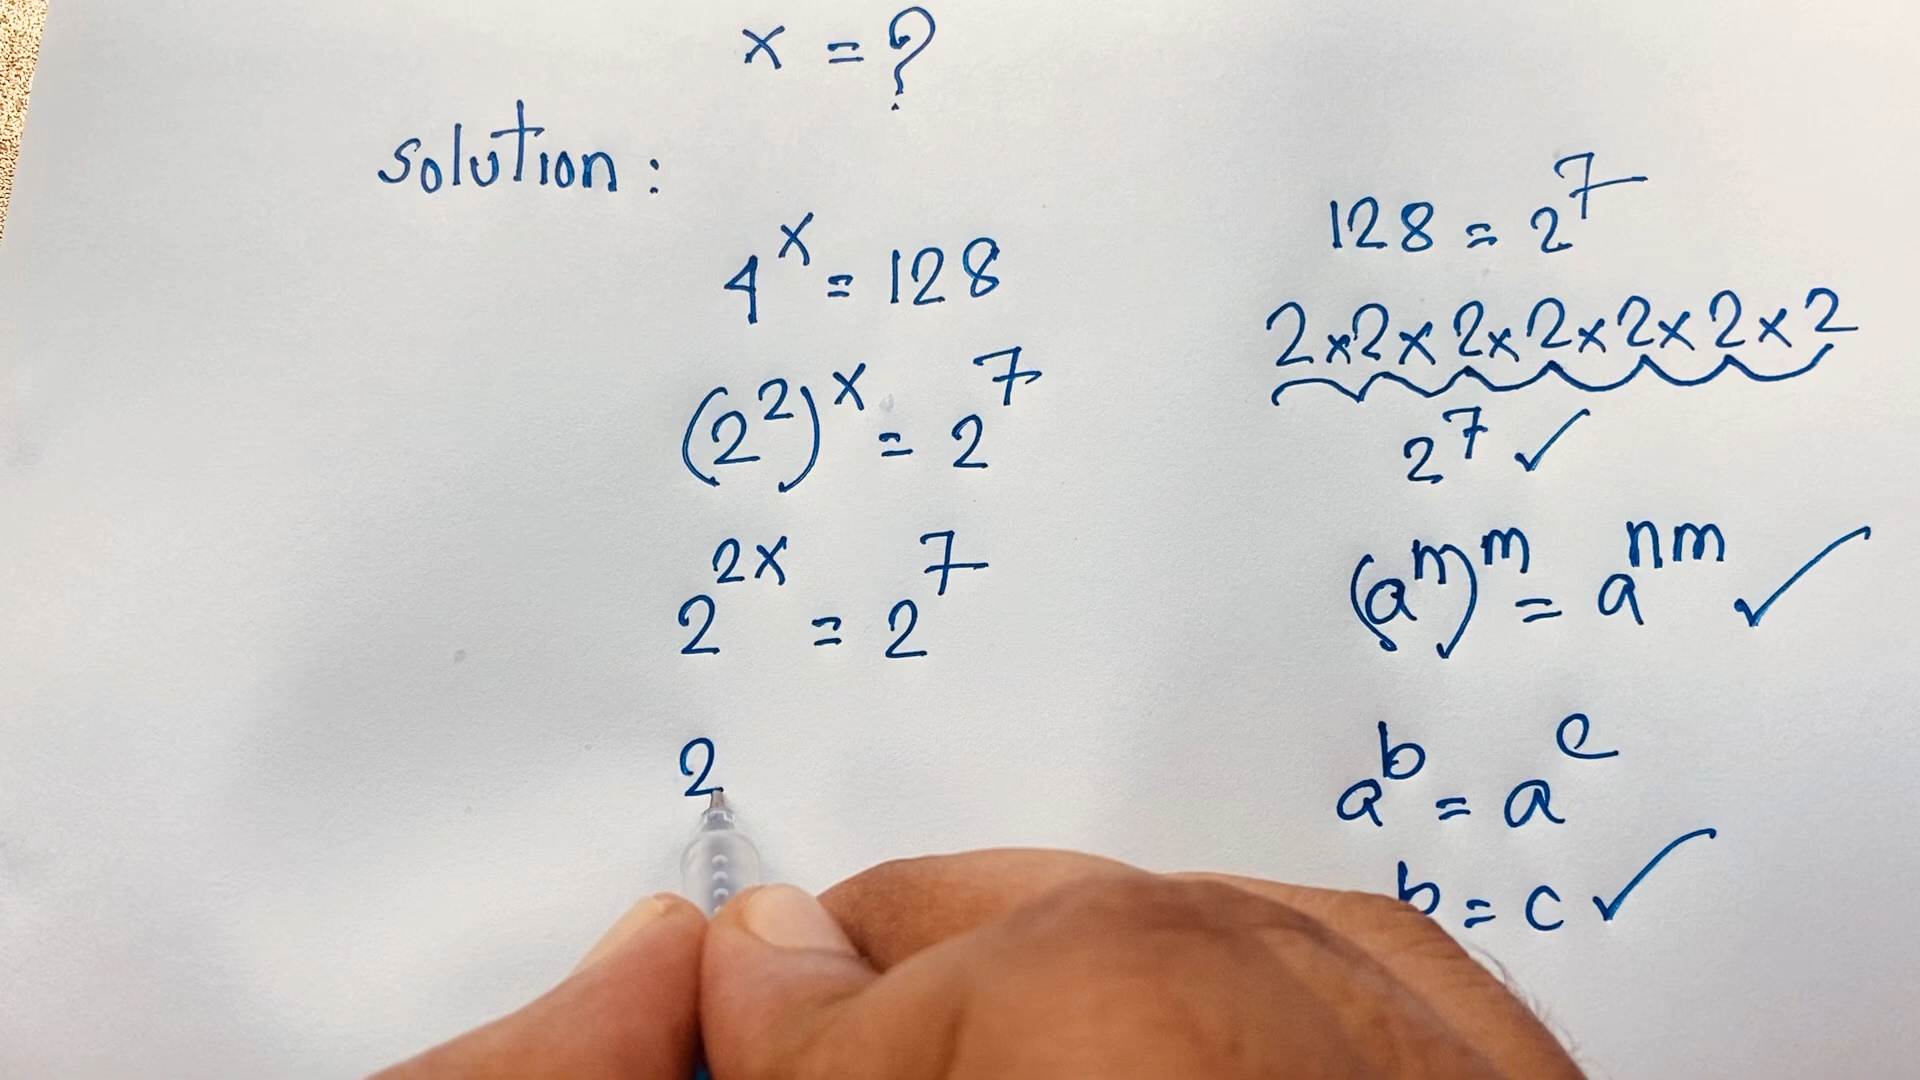 x = ?
solution :
4^x = 128
(2^2)^x = 2^7
2^2x = 2^7
2
128 = 2^7
2×2×2×2×2×2×2
2^7 ✓
(a^n)^m = a^nm ✓
a^b = a^c
b = c ✓